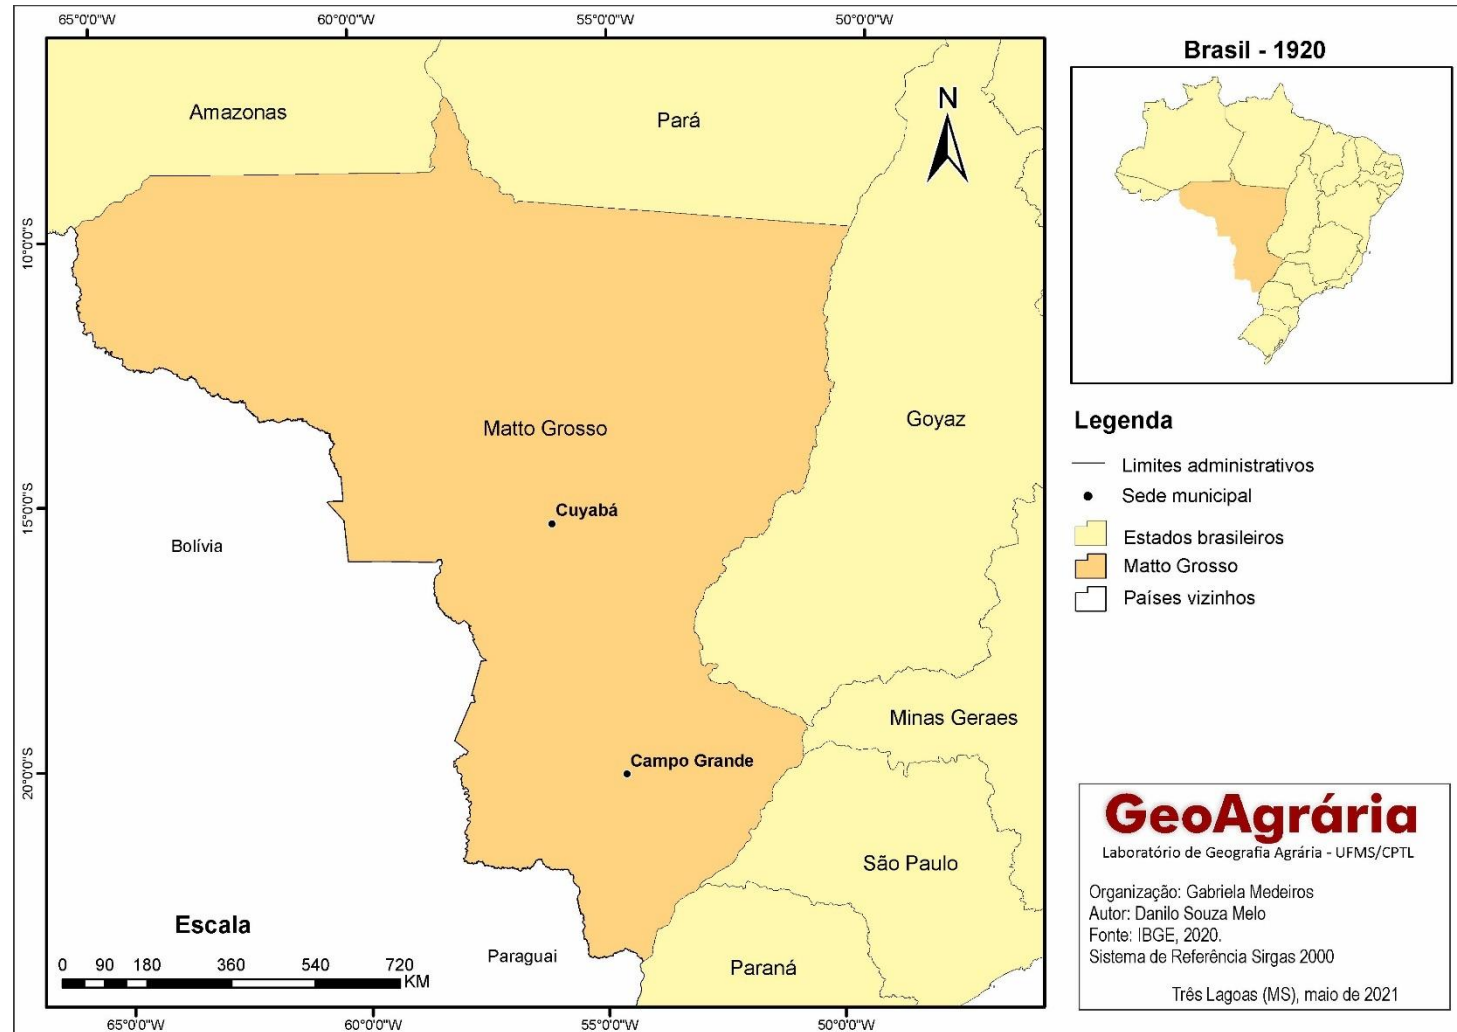 65°0'0"W
60°0'0"W
55°0'0"W
50°0'0"W
Brasil - 1920
N
Amazonas
Pará
10°0'0"S
Matto Grosso
Goyaz
Legenda
Limites administrativos
Sede municipal
Estados brasileiros
Matto Grosso
Países vizinhos
15°0'0"S
Cuyabá
Bolívia
Minas Geraes
20°0'0"S
Campo Grande
São Paulo
Paraguai
Paraná
Escala
0 90 180 360 540 720
KM
GeoAgrária
Laboratório de Geografia Agrária - UFMS/CPTL
Organização: Gabriela Medeiros
Autor: Danilo Souza Melo
Fonte: IBGE, 2020.
Sistema de Referência Sirgas 2000
Três Lagoas (MS), maio de 2021
65°0'0"W
60°0'0"W
55°0'0"W
50°0'0"W